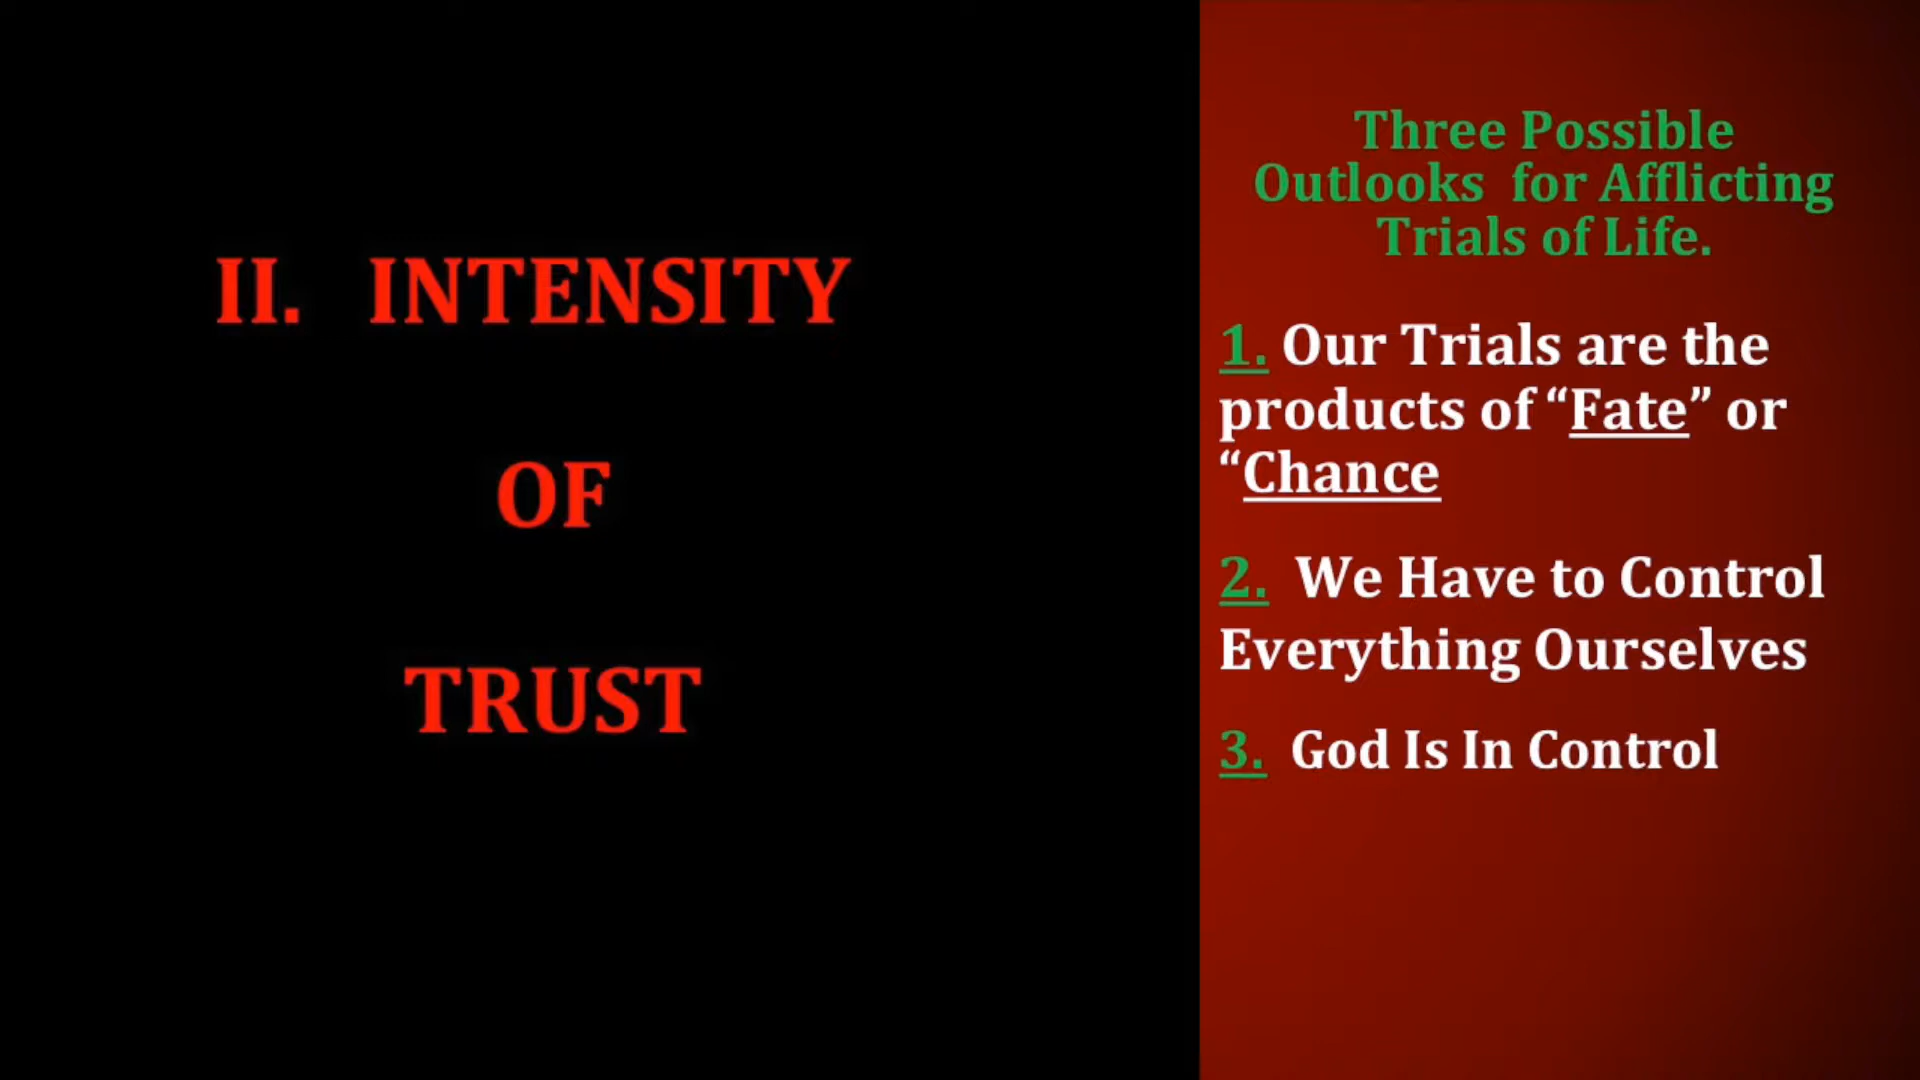 II. INTENSITY
OF
TRUST
Three Possible
Outlooks for Afflicting
Trials of Life.
1. Our Trials are the
products of “Fate” or
“Chance
2. We Have to Control
Everything Ourselves
3. God Is In Control